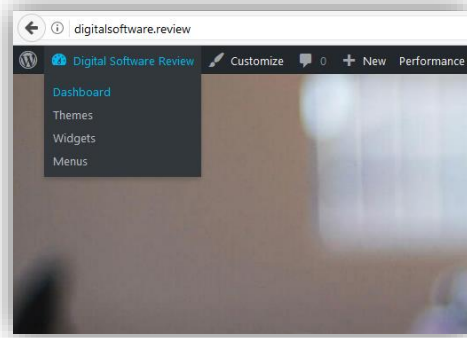 digitalsoftware.review
Digital Software Review Customize 0 + New Performance
Dashboard
Themes
Widgets
Menus